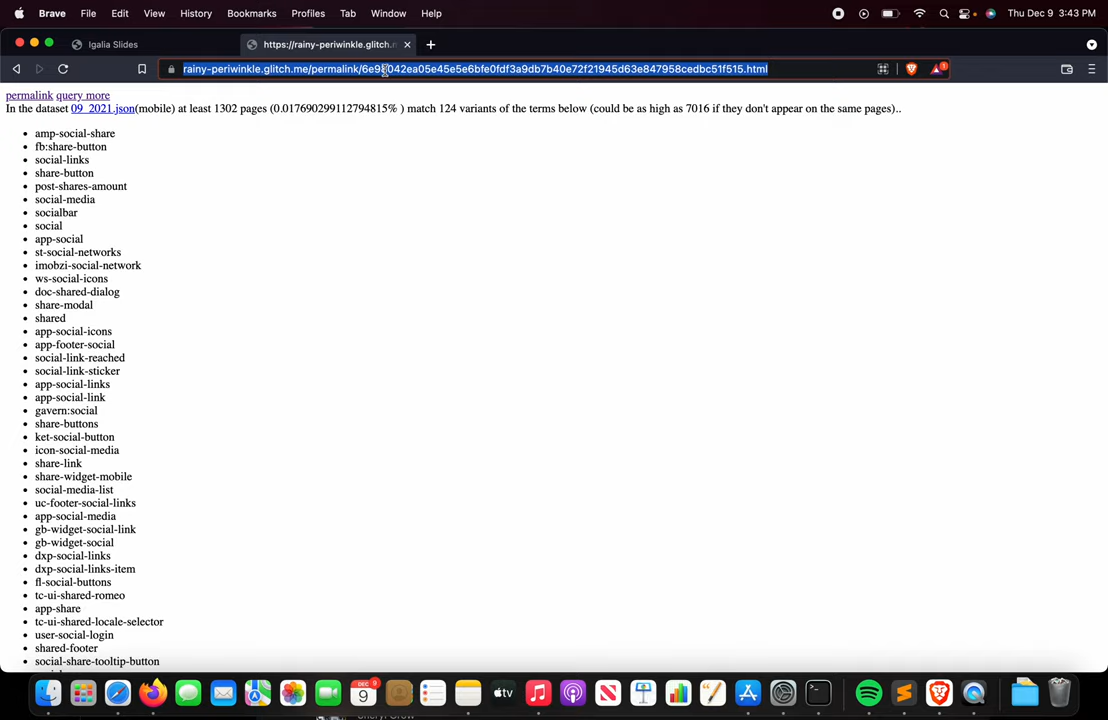 Brave File Edit View History Bookmarks Profiles Tab Window Help Thu Dec 9 3:43 PM
Igalia Slides https://rainy-periwinkle.glitch.m
rainy-periwinkle.glitch.me/permalink/6e98042ea05e45e5e6bfe0fdf3a9db7b40e72f21945d63e847958cedbc51f515.html
permalink query more
In the dataset 09_2021.json(mobile) at least 1302 pages (0.017690299112794815% ) match 124 variants of the terms below (could be as high as 7016 if they don't appear on the same pages)..
amp-social-share
fb:share-button
social-links
share-button
post-shares-amount
social-media
socialbar
social
app-social
st-social-networks
imobzi-social-network
ws-social-icons
doc-shared-dialog
share-modal
shared
app-social-icons
app-footer-social
social-link-reached
social-link-sticker
app-social-links
app-social-link
gavern:social
share-buttons
ket-social-button
icon-social-media
share-link
share-widget-mobile
social-media-list
uc-footer-social-links
app-social-media
gb-widget-social-link
gb-widget-social
dxp-social-links
dxp-social-links-item
fl-social-buttons
tc-ui-shared-romeo
app-share
tc-ui-shared-locale-selector
user-social-login
shared-footer
social-share-tooltip-button
DEC
9
tv
Cheryl Crow